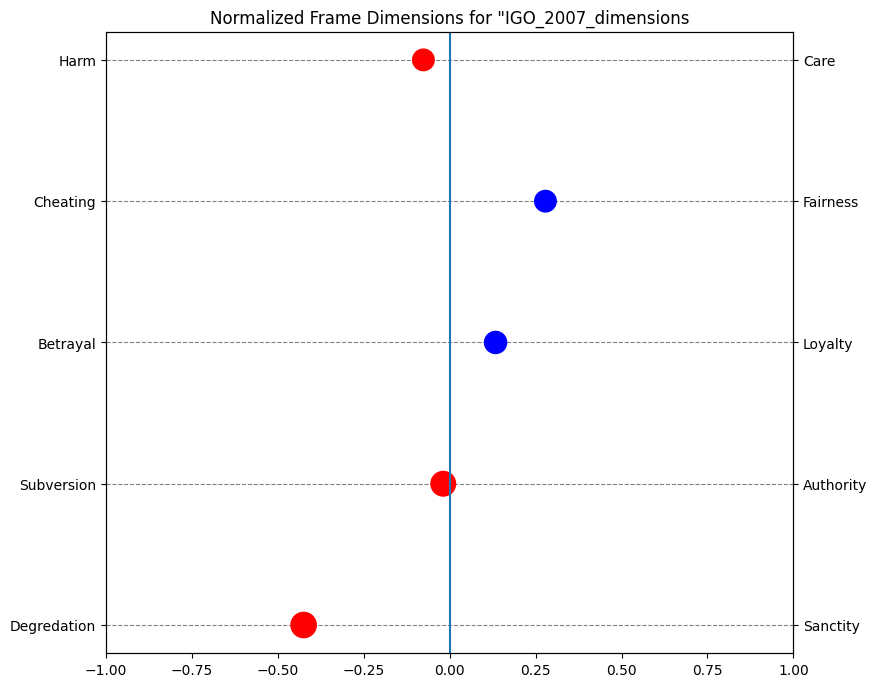 Normalized Frame Dimensions for "IGO_2007_dimensions
Harm
Care
Cheating
Fairness
Betrayal
Loyalty
Subversion
Authority
Degredation
Sanctity
−1.00 −0.75 −0.50 −0.25 0.00 0.25 0.50 0.75 1.00